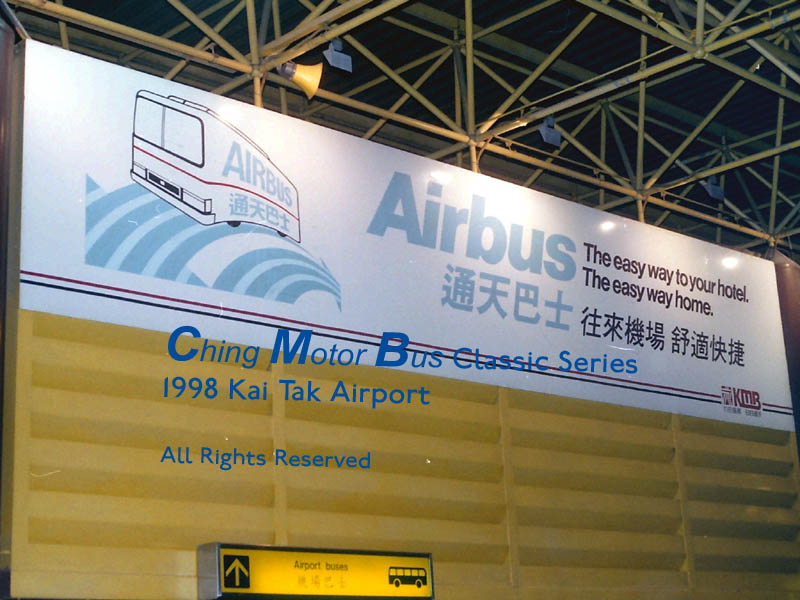 AIRBUS
通天巴士
Airbus
通天巴士
The easy way to your hotel.
The easy way home.
往來機場 舒適快捷
KMB
Ching Motor Bus Classic Series
1998 Kai Tak Airport
All Rights Reserved
Airport buses
機場巴士